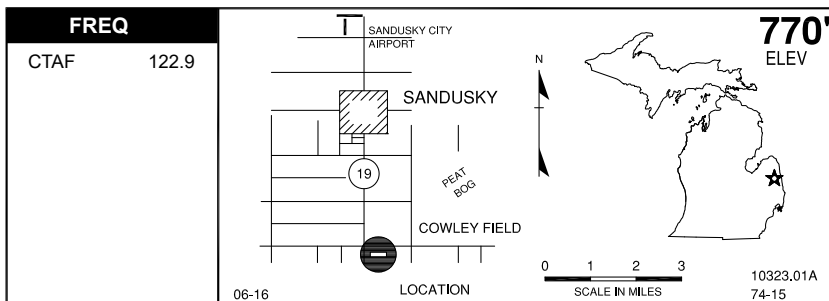 FREQ
CTAF 122.9
SANDUSKY CITY
AIRPORT
SANDUSKY
19
PEAT
BOG
COWLEY FIELD
06-16
LOCATION
N
770'
ELEV
0 1 2 3
SCALE IN MILES
10323.01A
74-15